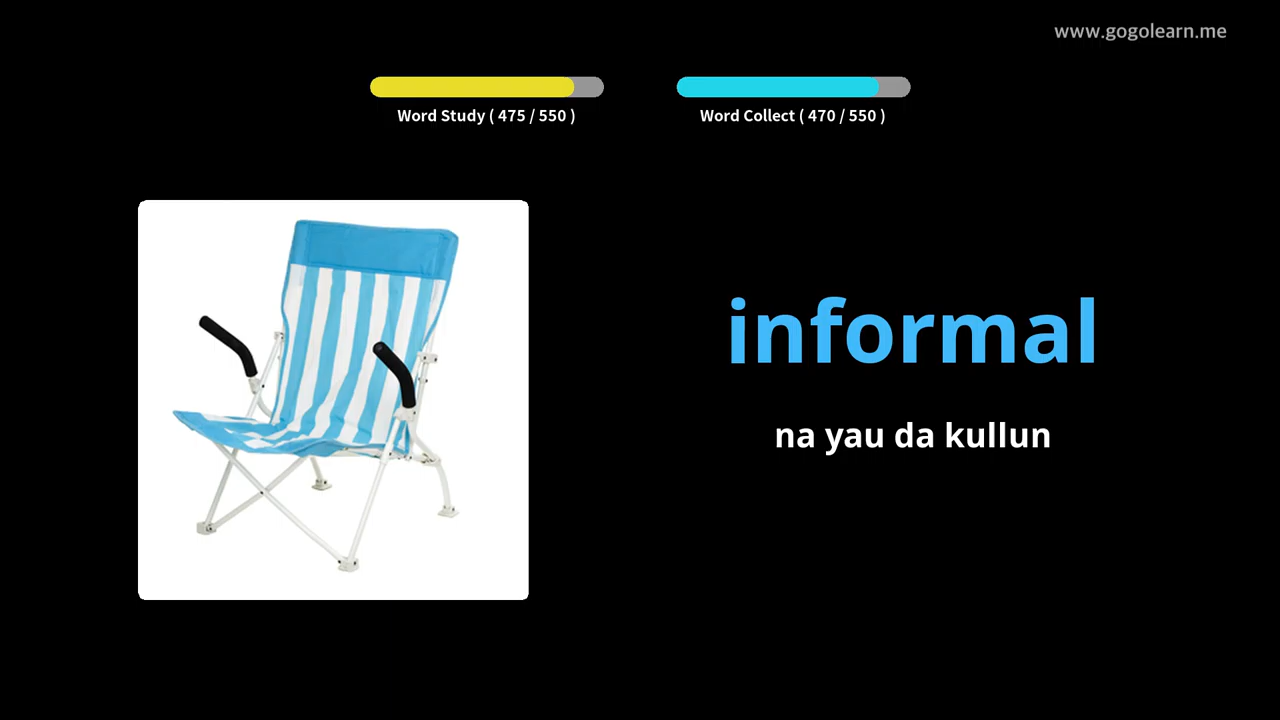 www.gogolearn.me
Word Study ( 475 / 550 )
Word Collect ( 470 / 550 )
informal
na yau da kullun